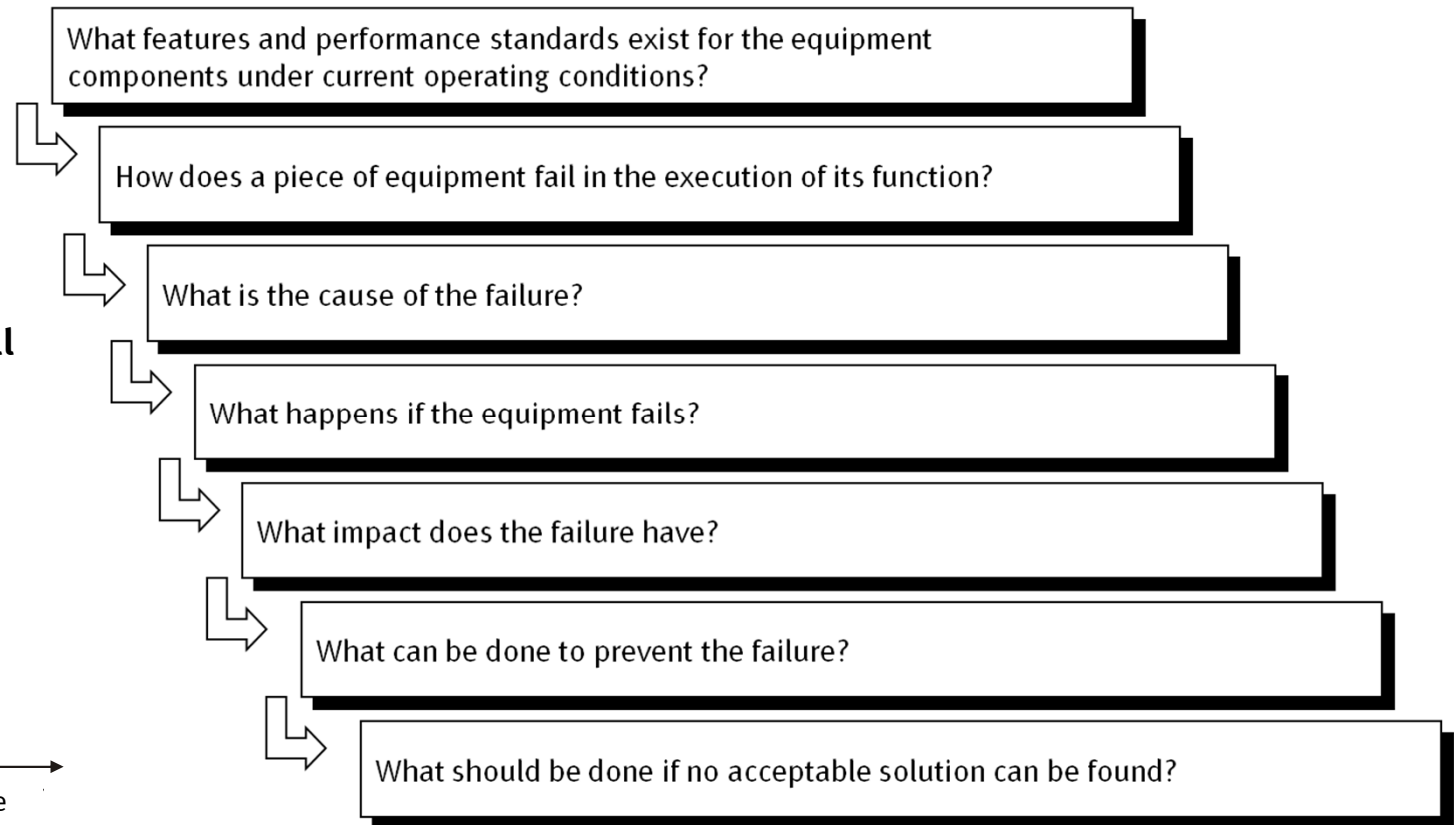 What features and performance standards exist for the equipment
components under current operating conditions?
How does a piece of equipment fail in the execution of its function?
What is the cause of the failure?
What happens if the equipment fails?
What impact does the failure have?
What can be done to prevent the failure?
What should be done if no acceptable solution can be found?